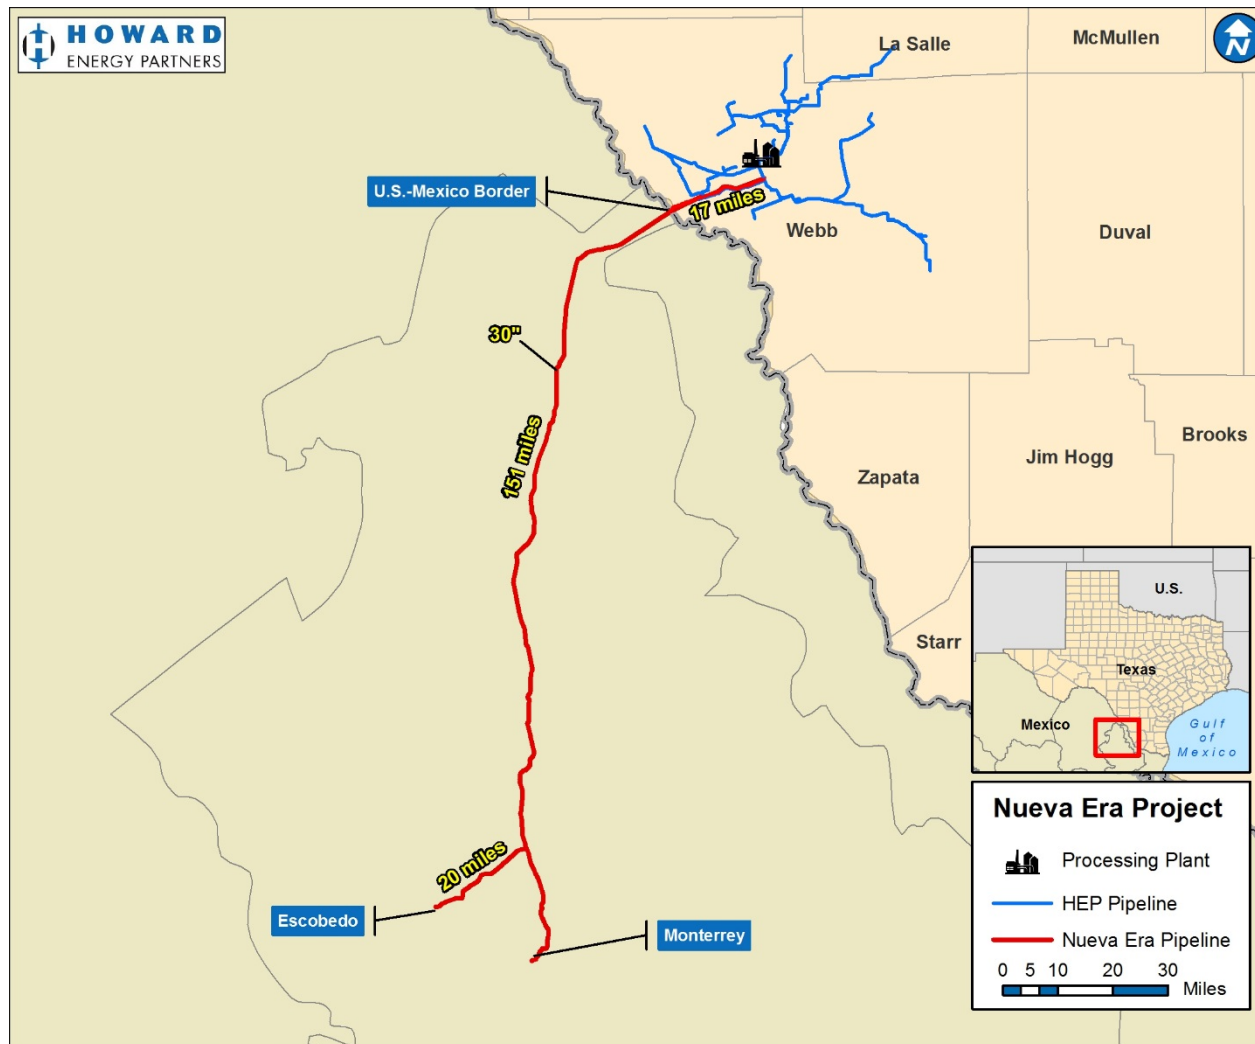 HOWARD
ENERGY PARTNERS
N
La Salle
McMullen
U.S.-Mexico Border
17 miles
Webb
Duval
30"
151 miles
Zapata
Jim Hogg
Brooks
Starr
20 miles
Escobedo
Monterrey
U.S.
Texas
Mexico
Gulf
of
Mexico
Nueva Era Project
Processing Plant
HEP Pipeline
Nueva Era Pipeline
0 5 10 20 30
Miles